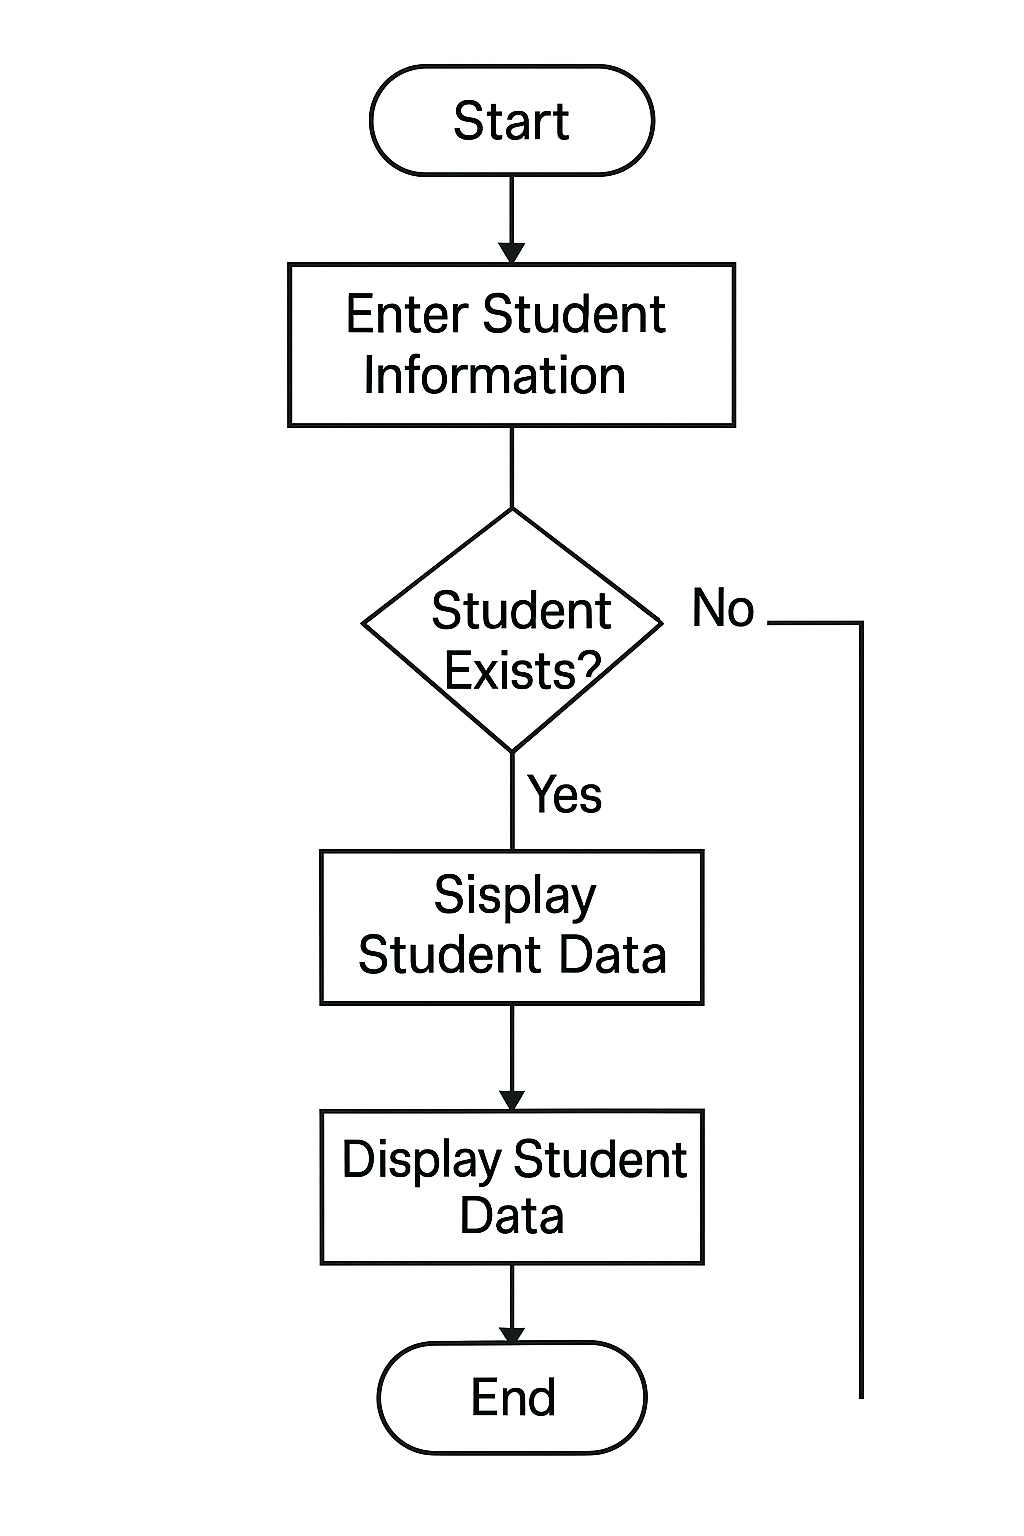 Start
Enter Student
Information
Student
Exists?
No
Yes
Sisplay
Student Data
Display Student
Data
End